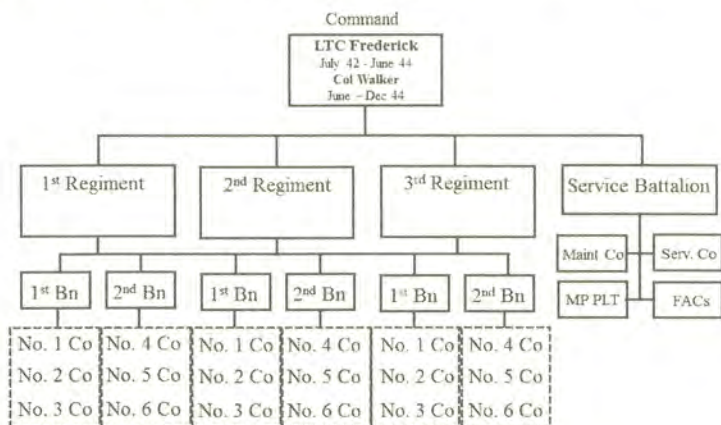 Command
LTC Frederick
July 42 - June 44
Col Walker
June – Dec 44
1st Regiment
2nd Regiment
3rd Regiment
Service Battalion
Maint Co
Serv. Co
MP PLT
FACs
1st Bn
2nd Bn
1st Bn
2nd Bn
1st Bn
2nd Bn
No. 1 Co
No. 2 Co
No. 3 Co
No. 4 Co
No. 5 Co
No. 6 Co
No. 1 Co
No. 2 Co
No. 3 Co
No. 4 Co
No. 5 Co
No. 6 Co
No. 1 Co
No. 2 Co
No. 3 Co
No. 4 Co
No. 5 Co
No. 6 Co